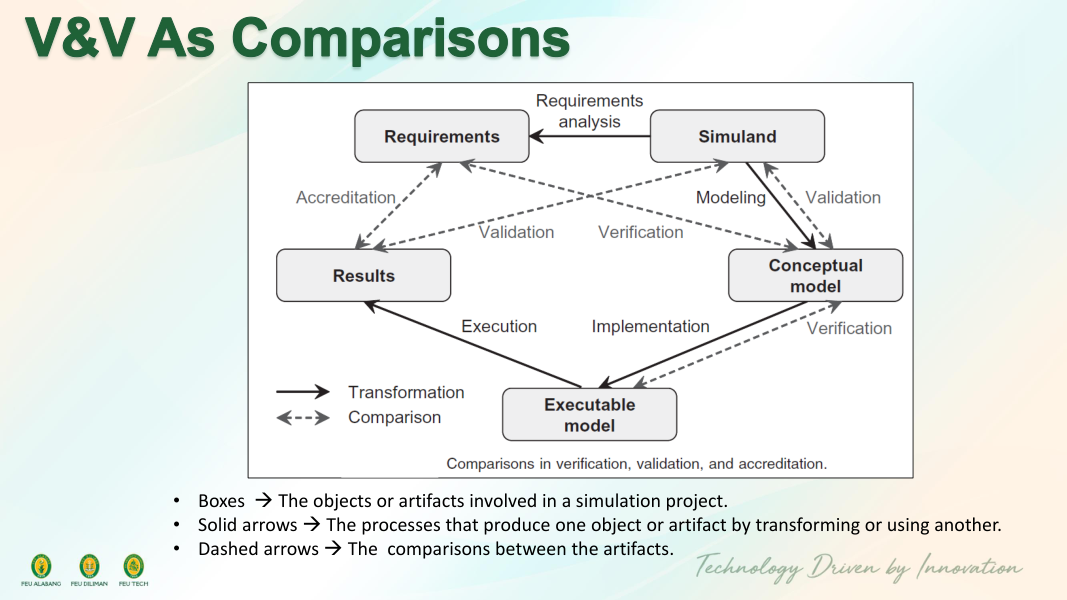 V&V As Comparisons
Requirements
analysis
Requirements
Simuland
Accreditation
Modeling
Validation
Validation
Verification
Results
Conceptual
model
Execution
Implementation
Verification
Transformation
Comparison
Executable
model
Comparisons in verification, validation, and accreditation.
• Boxes → The objects or artifacts involved in a simulation project.
• Solid arrows → The processes that produce one object or artifact by transforming or using another.
• Dashed arrows → The comparisons between the artifacts.
FEU ALABANG
FEU DILIMAN
FEU TECH
Technology Driven by Innovation